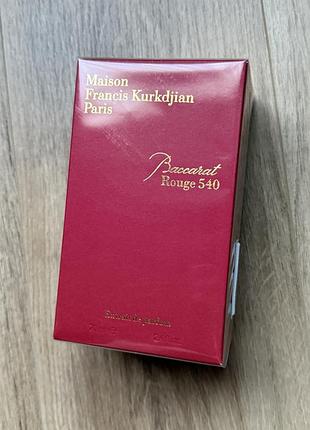 Maison
Francis Kurkdjian
Paris
Baccarat
Rouge 540
Extrait de parfum